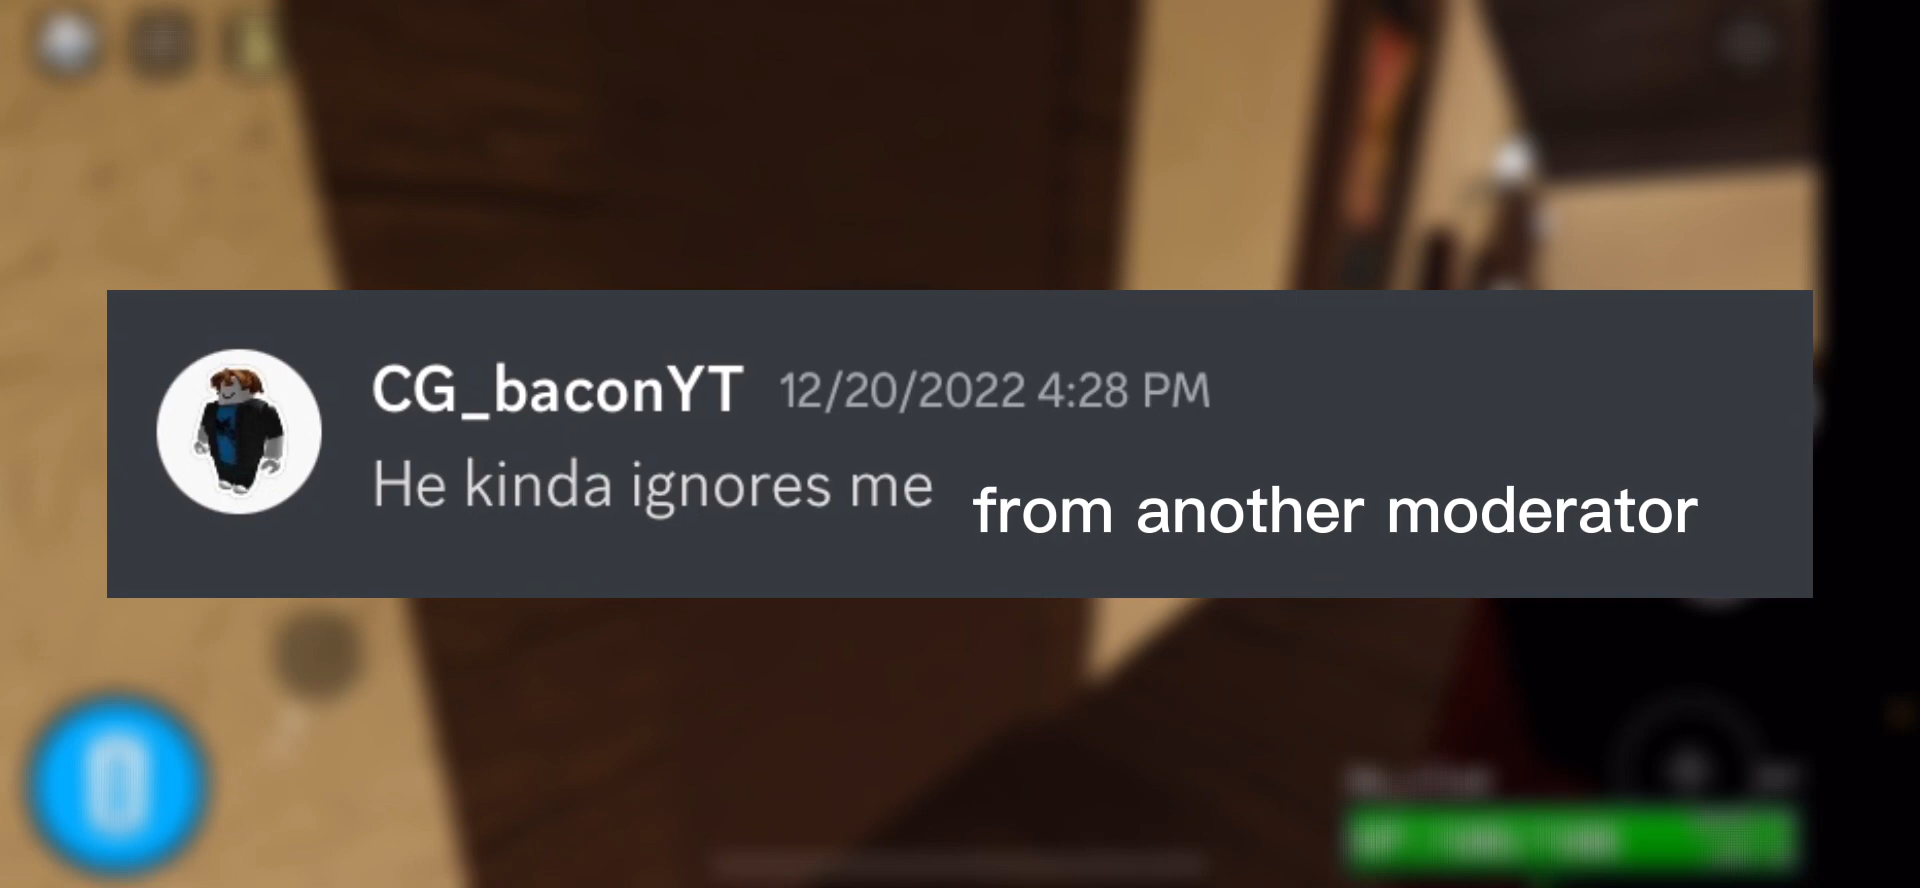 CG_baconYT 12/20/2022 4:28 PM
He kinda ignores me from another moderator